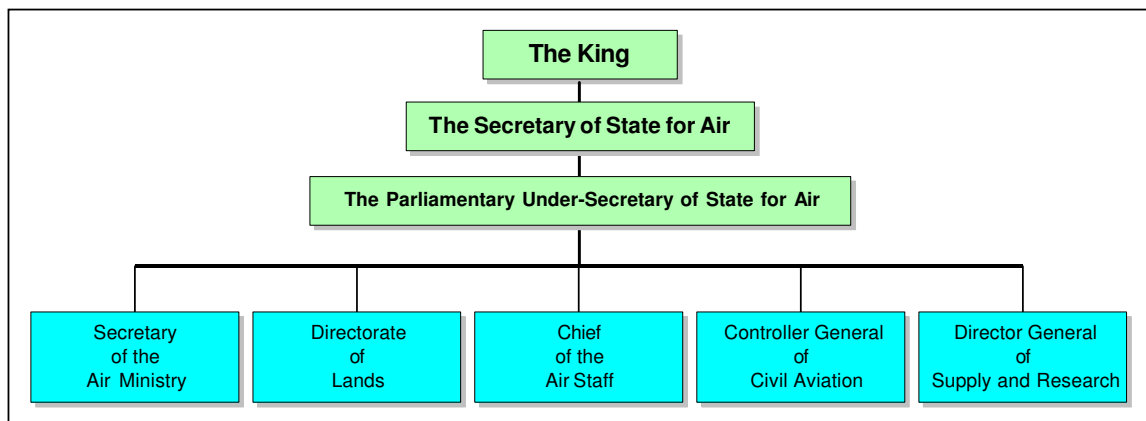 The King
The Secretary of State for Air
The Parliamentary Under-Secretary of State for Air
Secretary
of the
Air Ministry
Directorate
of
Lands
Chief
of the
Air Staff
Controller General
of
Civil Aviation
Director General
of
Supply and Research